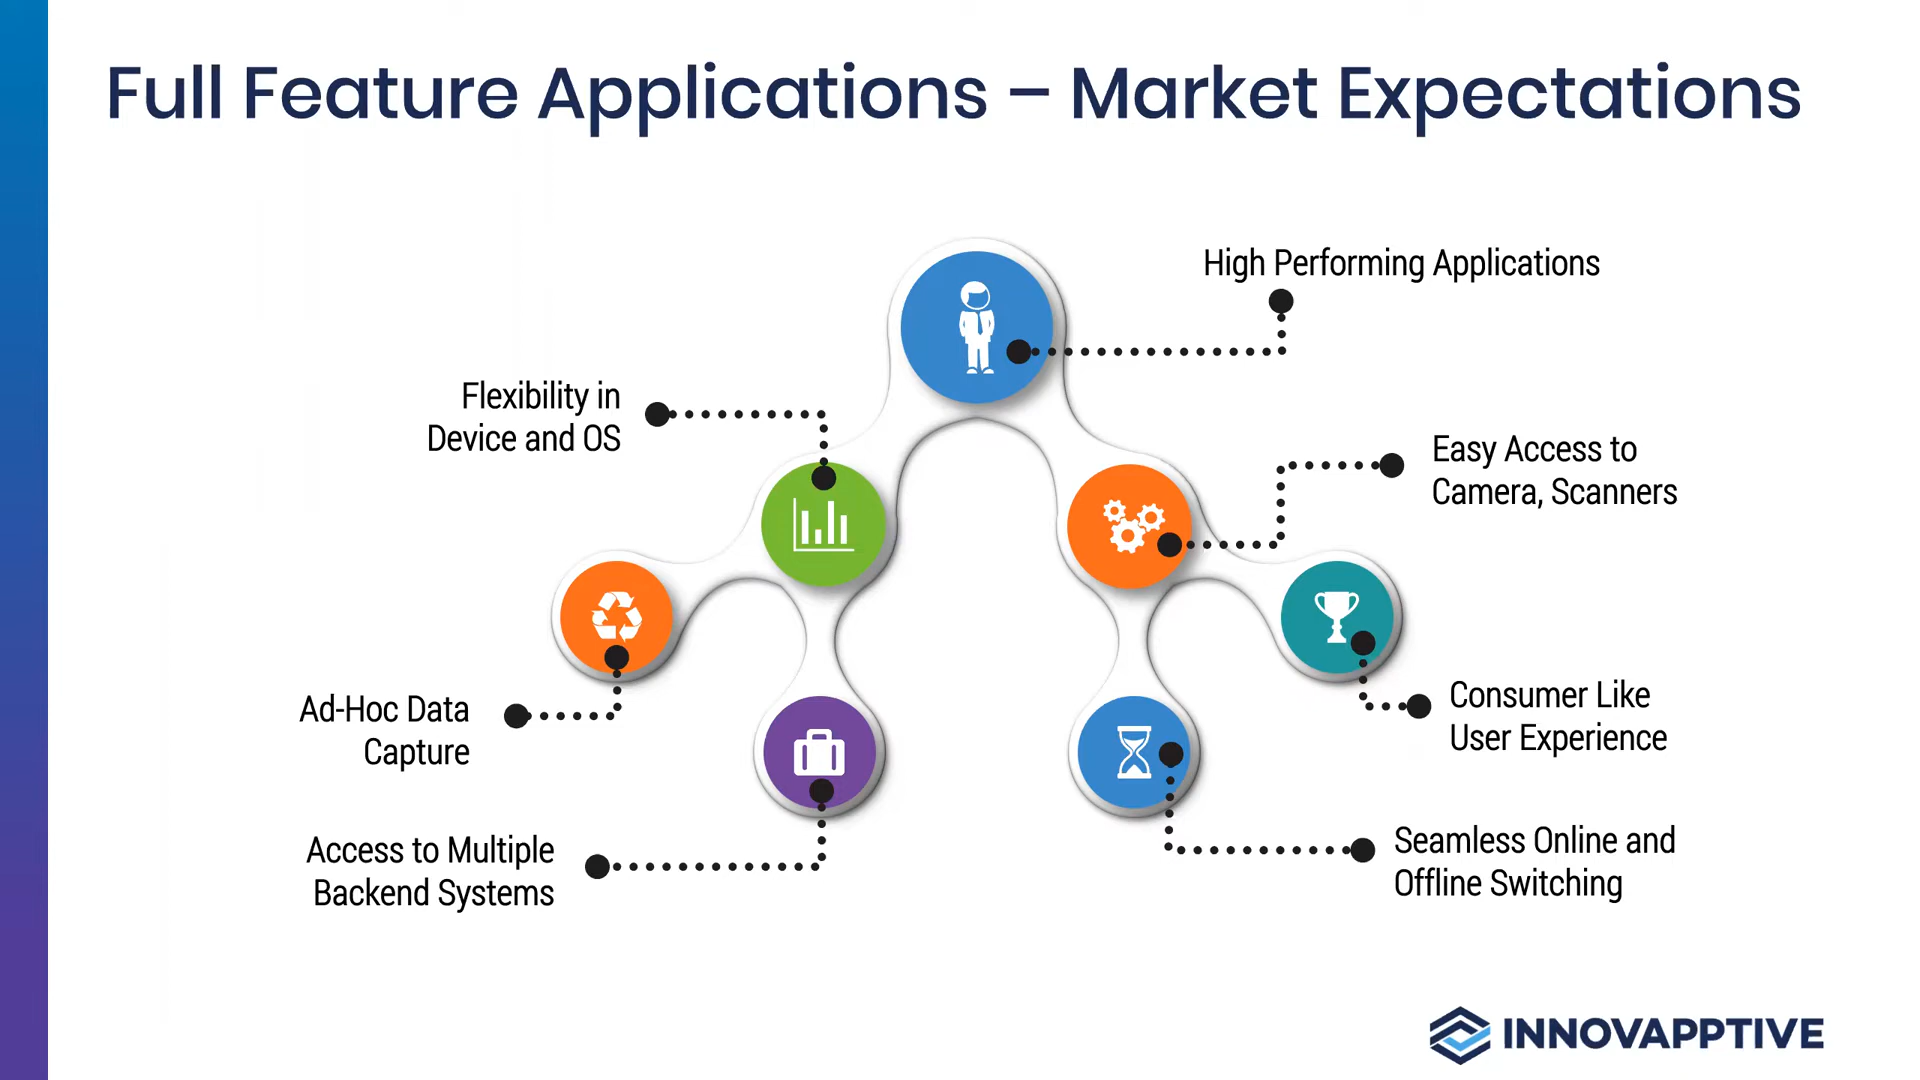 Full Feature Applications – Market Expectations
High Performing Applications
Flexibility in
Device and OS
Easy Access to
Camera, Scanners
Ad-Hoc Data
Capture
Consumer Like
User Experience
Access to Multiple
Backend Systems
Seamless Online and
Offline Switching
INNOVAPPTIVE